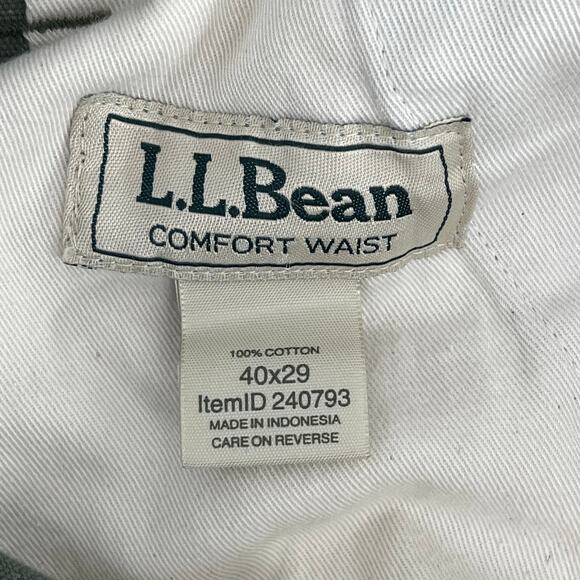 L.L.Bean
COMFORT WAIST
100% COTTON
40x29
ItemID 240793
MADE IN INDONESIA
CARE ON REVERSE